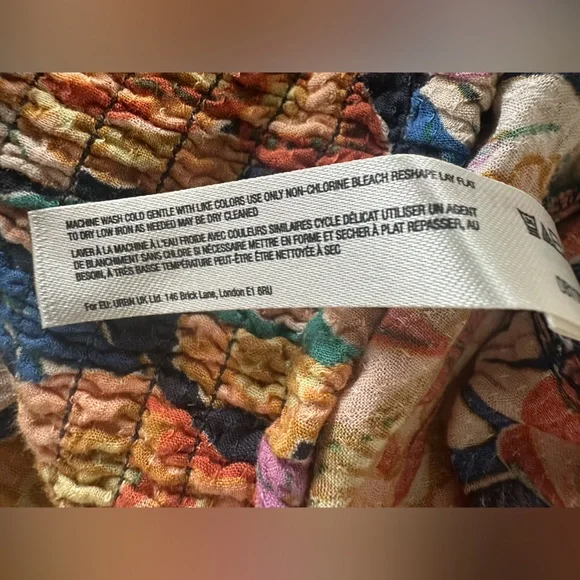 MACHINE WASH COLD GENTLE WITH LIKE COLORS USE ONLY NON-CHLORINE BLEACH RESHAPE LAY FLAT
TO DRY LOW IRON AS NEEDED MAY BE DRY CLEANED
LAVER À LA MACHINE À L'EAU FROIDE AVEC COULEURS SIMILAIRES CYCLE DÉLICAT UTILISER UN AGENT
DE BLANCHIMENT SANS CHLORE SI NÉCESSAIRE METTRE EN FORME ET SECHER À PLAT REPASSER, AU
BESOIN, À TRÈS BASSE TEMPÉRATURE PEUT-ÊTRE ÊTRE NETTOYÉE À SEC
For EU: URBN UK Ltd. 146 Brick Lane, London E1 6RU